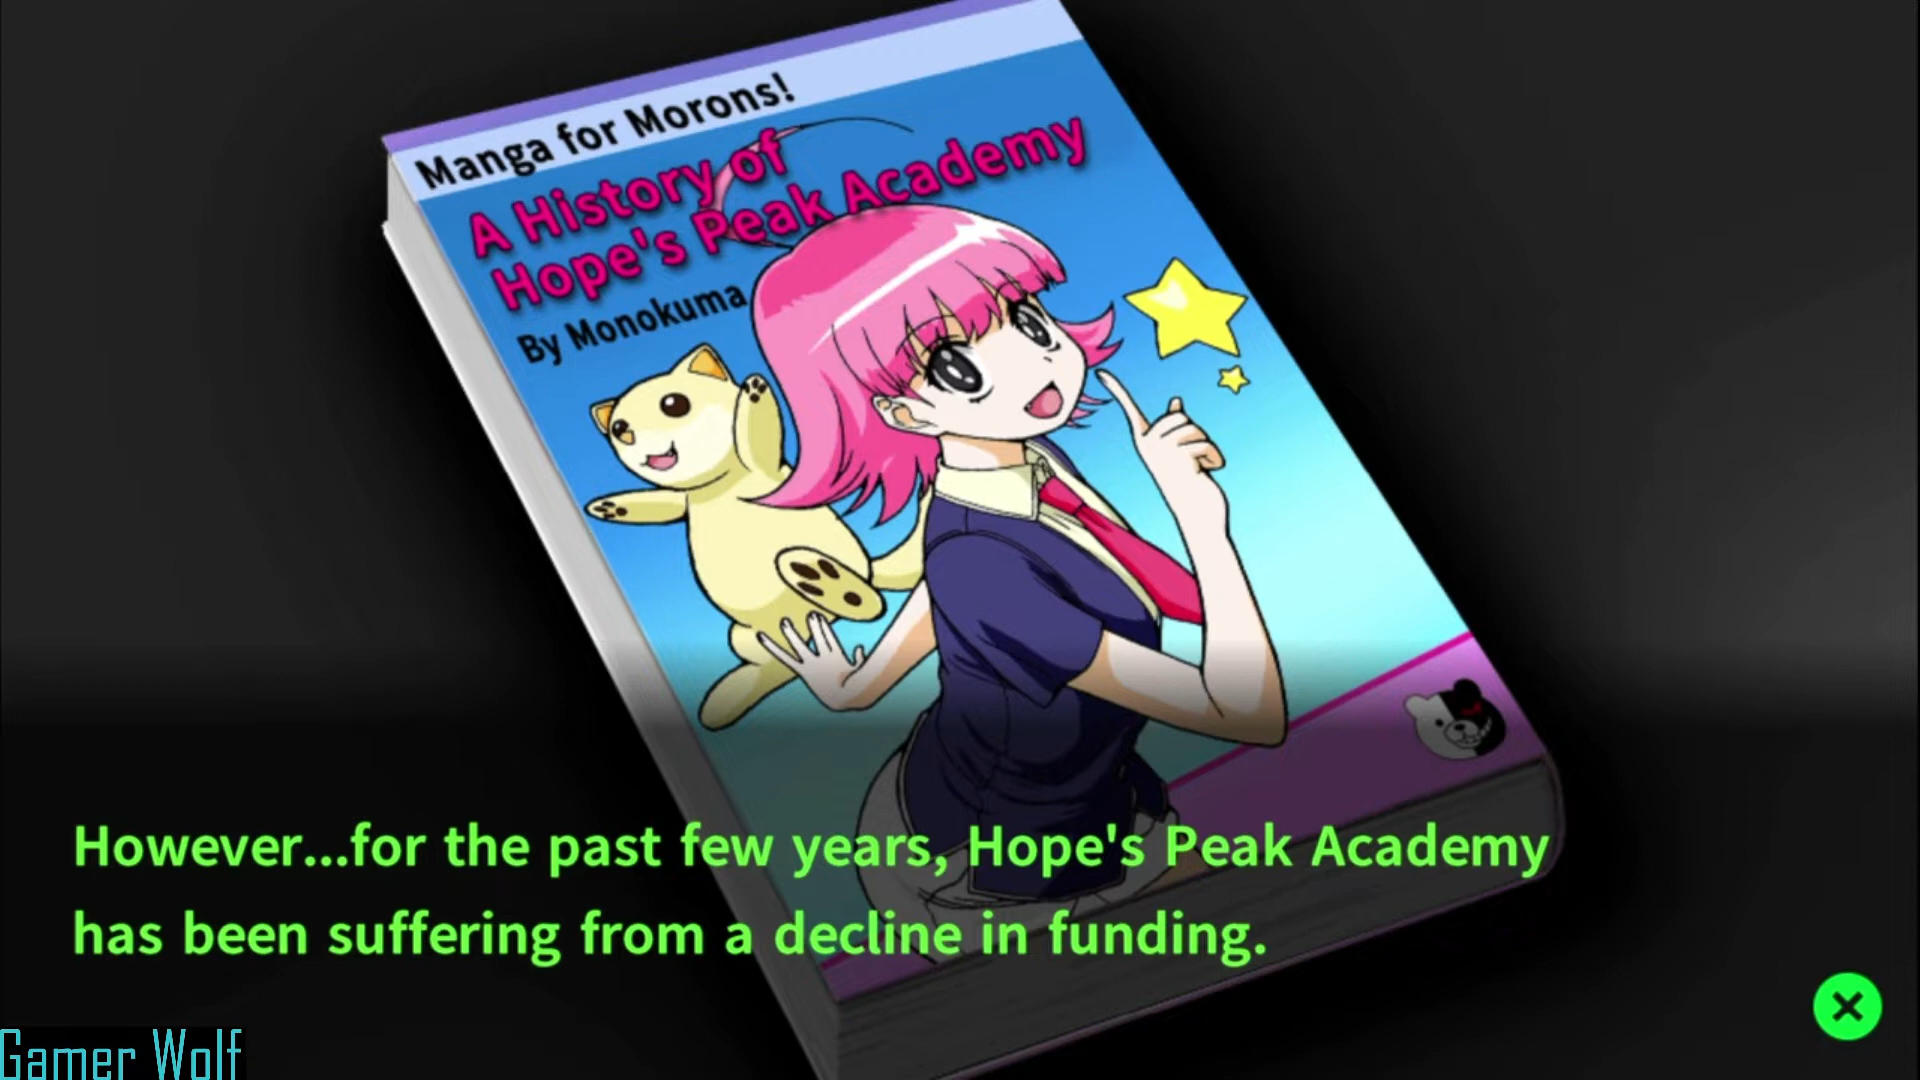 Manga for Morons!
A History of
Hope's Peak Academy
By Monokuma
However...for the past few years, Hope's Peak Academy
has been suffering from a decline in funding.
Gamer Wolf